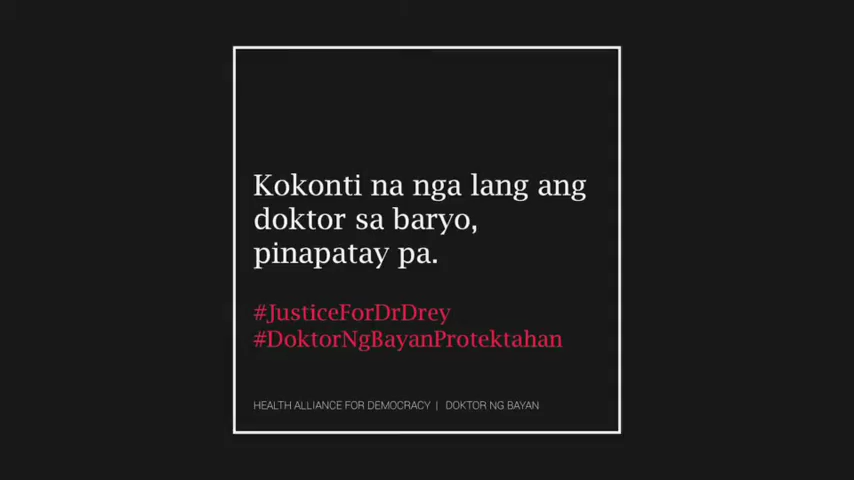 Kokonti na nga lang ang
doktor sa baryo,
pinapatay pa.
#JusticeForDrDrey
#DoktorNgBayanProtektahan
HEALTH ALLIANCE FOR DEMOCRACY | DOKTOR NG BAYAN